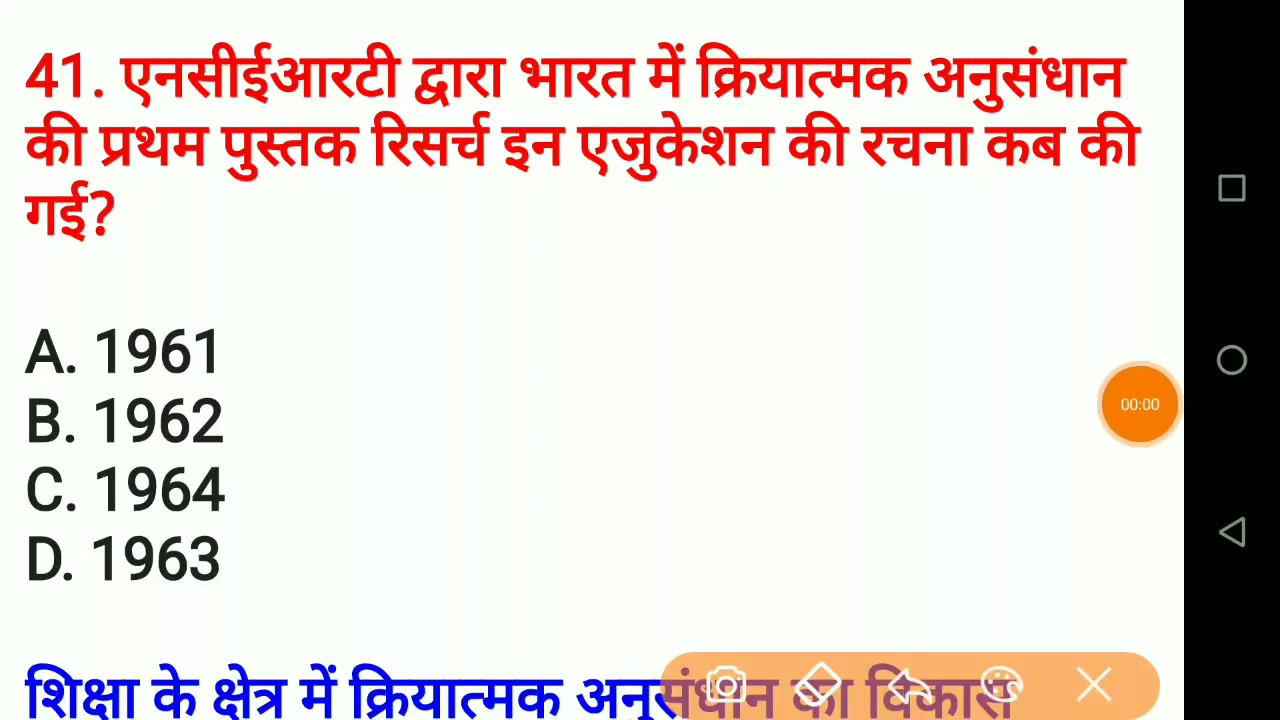 41. एनसीईआरटी द्वारा भारत में क्रियात्मक अनुसंधान
की प्रथम पुस्तक रिसर्च इन एजुकेशन की रचना कब की
गई?
A. 1961
B. 1962
C. 1964
D. 1963
00:00
शिक्षा के क्षेत्र में क्रियात्मक अनुसंधान का विकास